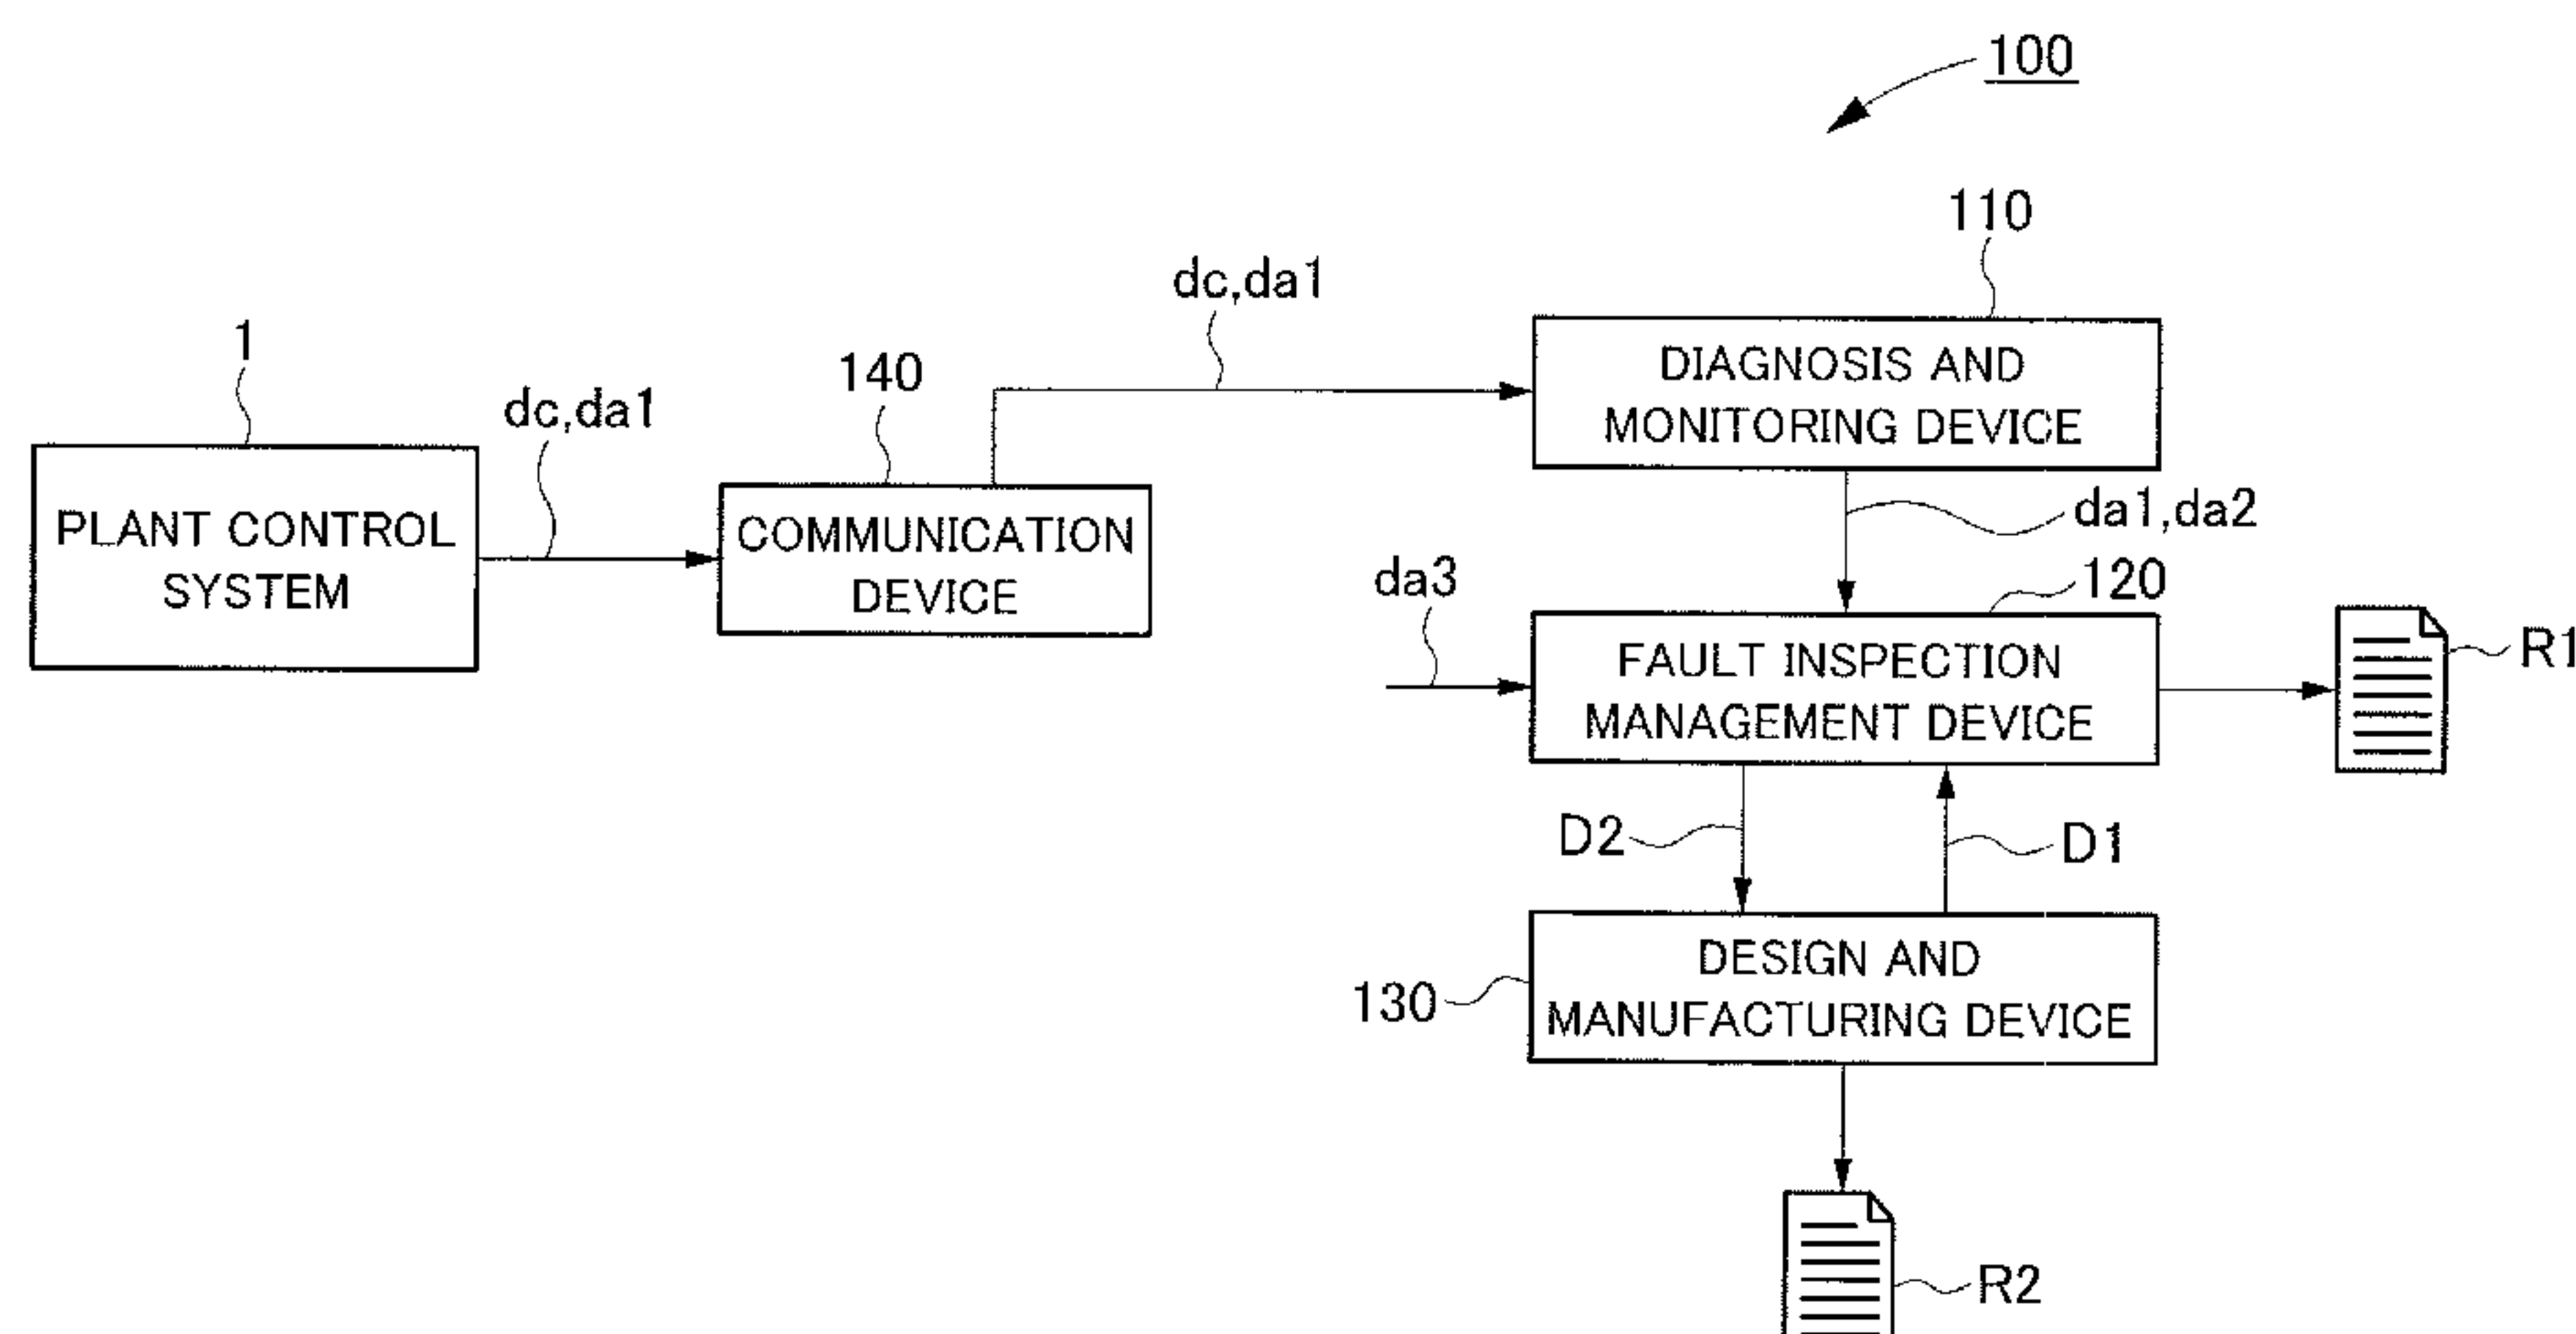 100
110
dc,da1
1
140
dc,da1
DIAGNOSIS AND
MONITORING DEVICE
PLANT CONTROL
SYSTEM
COMMUNICATION
DEVICE
da1,da2
da3
120
FAULT INSPECTION
MANAGEMENT DEVICE
R1
D2
D1
130
DESIGN AND
MANUFACTURING DEVICE
R2